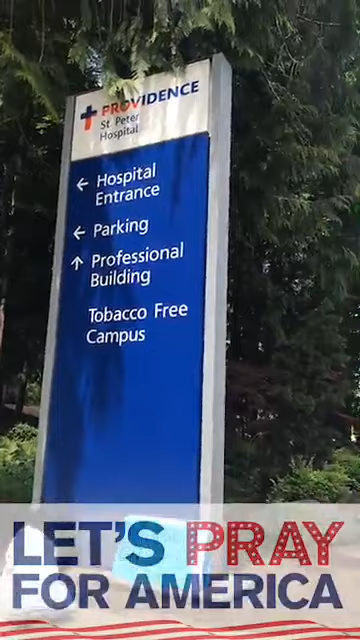 PROVIDENCE
St Peter
Hospital
← Hospital
Entrance
← Parking
↑ Professional
Building
Tobacco Free
Campus
LET'S PRAY
FOR AMERICA